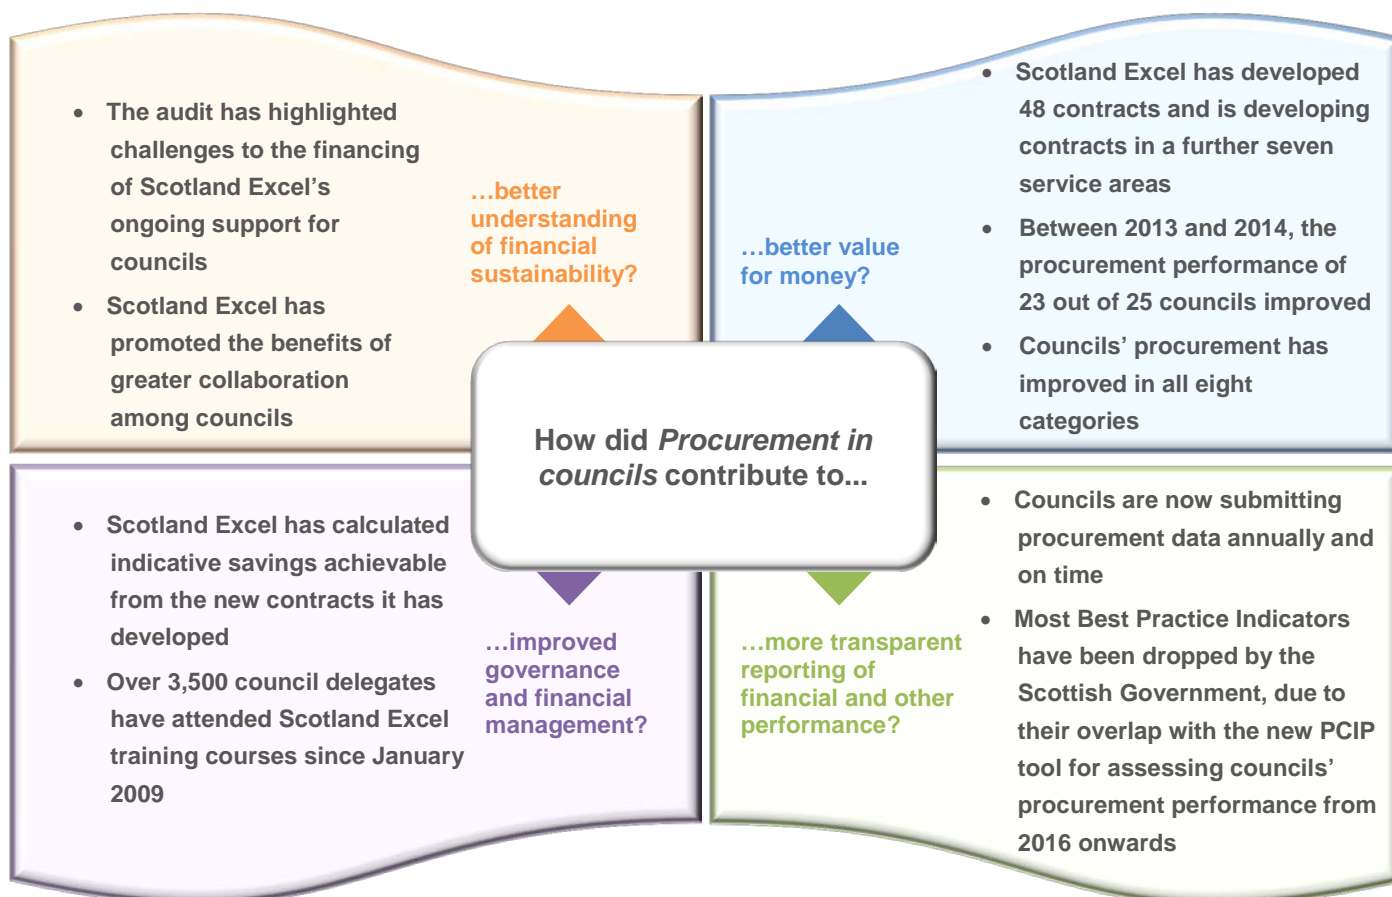 • The audit has highlighted
challenges to the financing
of Scotland Excel’s
ongoing support for
councils
• Scotland Excel has
promoted the benefits of
greater collaboration
among councils
…better
understanding
of financial
sustainability?
…better value
for money?
• Scotland Excel has developed
48 contracts and is developing
contracts in a further seven
service areas
• Between 2013 and 2014, the
procurement performance of
23 out of 25 councils improved
• Councils’ procurement has
improved in all eight
categories
How did Procurement in
councils contribute to...
• Scotland Excel has calculated
indicative savings achievable
from the new contracts it has
developed
• Over 3,500 council delegates
have attended Scotland Excel
training courses since January
2009
…improved
governance
and financial
management?
…more transparent
reporting of
financial and other
performance?
• Councils are now submitting
procurement data annually and
on time
• Most Best Practice Indicators
have been dropped by the
Scottish Government, due to
their overlap with the new PCIP
tool for assessing councils’
procurement performance from
2016 onwards